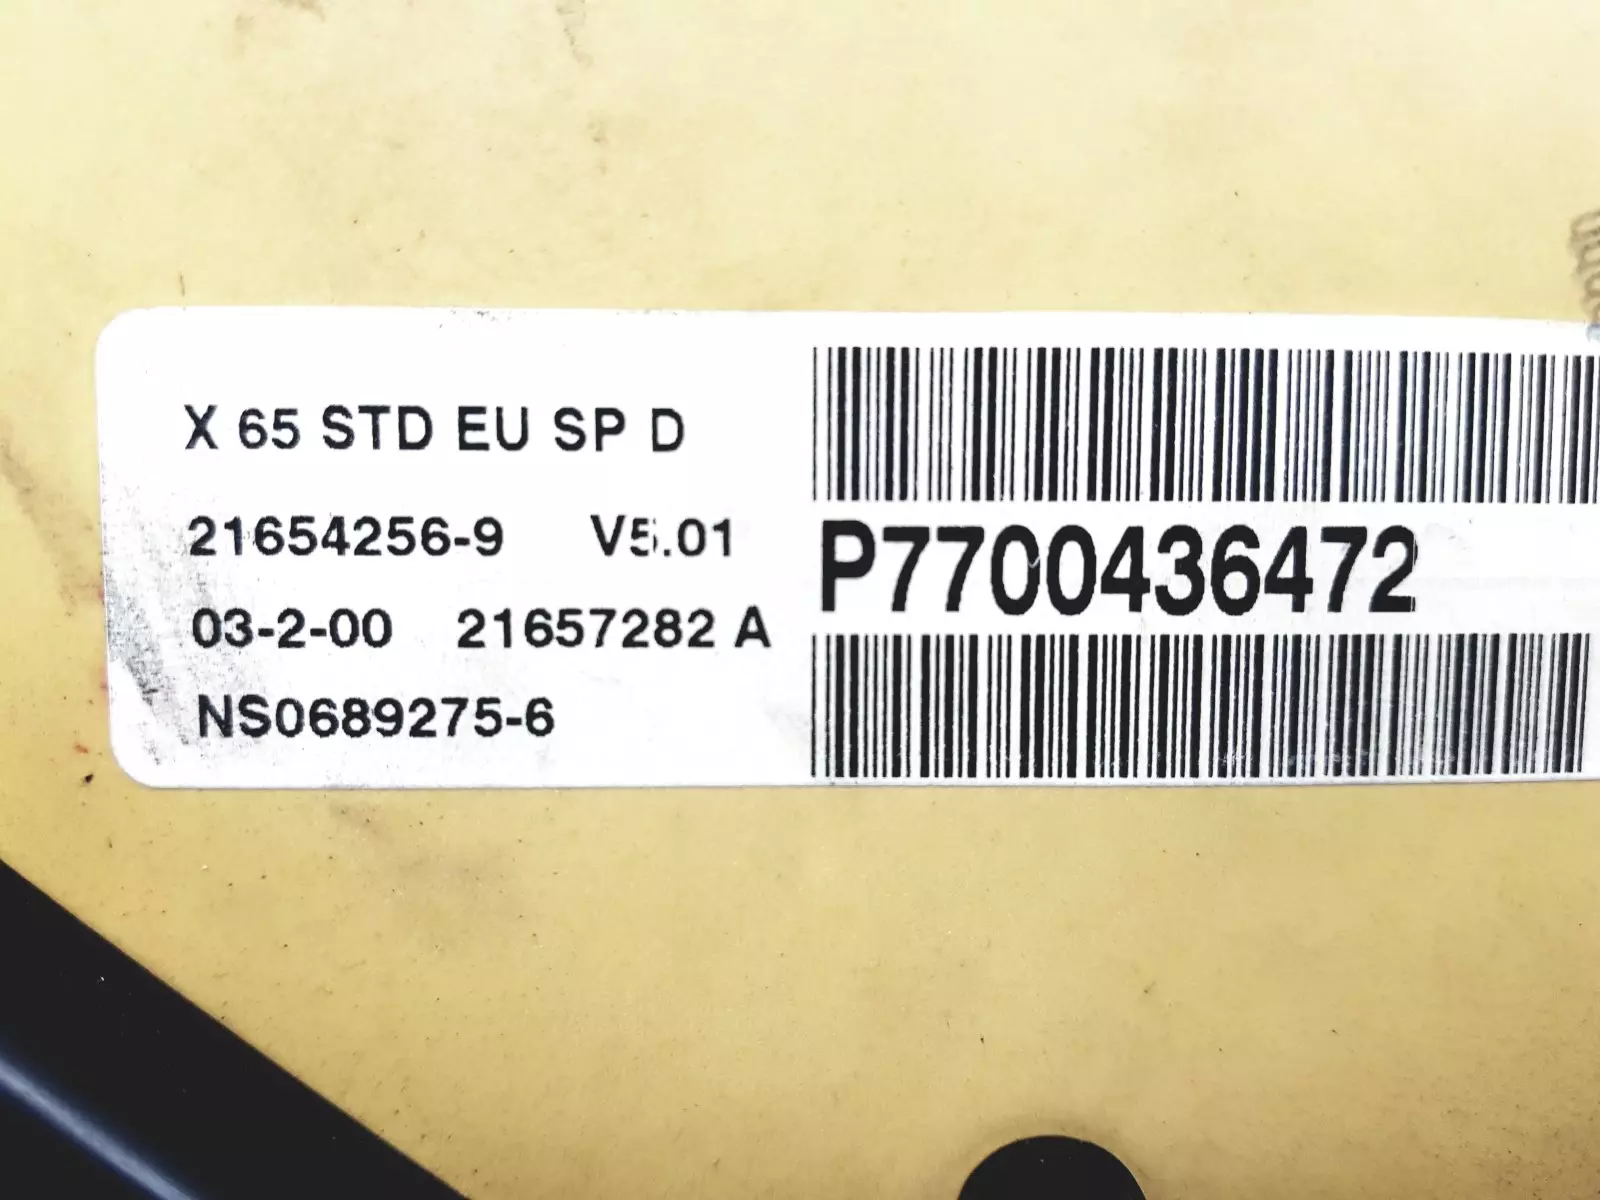 X 65 STD EU SP D
21654256-9 V5.01
03-2-00 21657282 A
NS0689275-6
P7700436472